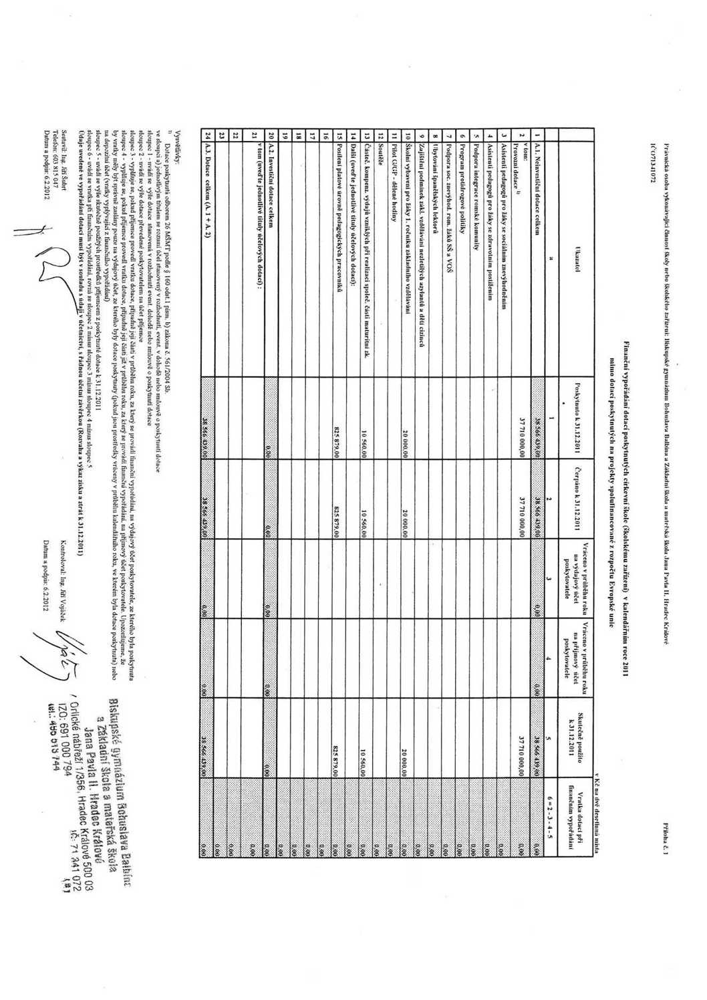 Právnická osoba vykonávající činnost školy nebo školského zařízení: Biskupské gymnázium Bohuslava Balbína a Základní škola a mateřská škola Jana Pavla II. Hradec Králové
Příloha č. 1
IČO71341072
Finanční vypořádání dotací poskytnutých církevní škole (školskému zařízení) v kalendářním roce 2011
mimo dotací poskytnutých na projekty spolufinancované z rozpočtu Evropské unie
v Kč na dvě desetinná místa
Ukazatel Poskytnuto k 31.12.2011 Čerpáno k 31.12.2011 Vráceno v průběhu roku na výdajový účet poskytovatele Vráceno v průběhu roku na příjmový účet poskytovatele Skutečně použito k 31.12.2011 Vratka dotací při finančním vypořádání
a 1 2 3 4 5 6 = 2 - 3 - 4 - 5
1 A.1. Neinvestiční dotace celkem 38 566 439,00 38 566 439,00 0,00 0,00 38 566 439,00 0,00
v tom:
2 Provozní dotace 1) 37 710 000,00 37 710 000,00 37 710 000,00 0,00
3 Asistenti pedagogů pro žáky se sociálním znevýhodněním 0,00
4 Asistenti pedagogů pro žáky se zdravotním postižením 0,00
5 Podpora integrace romské komunity 0,00
6 Program protidrogové politiky 0,00
7 Podpora soc. znevýhod. rom. žáků SŠ a VOŠ 0,00
8 Ubytování španělských lektorů 0,00
9 Zajištění podmínek zákl. vzdělávání nezletilých azylantů a dětí cizinců 0,00
10 Školní vybavení pro žáky 1. ročníku základního vzdělávání 20 000,00 20 000,00 20 000,00 0,00
11 Pilot G/GP - dělené hodiny 0,00
12 Soutěže 0,00
13 Částeč. kompenz. výdajů vzniklých při realizaci společ. části maturitní zk. 10 560,00 10 560,00 10 560,00 0,00
14 Další (uveďte jednotlivé tituly účelových dotací): 0,00
15 Posílení platové úrovně pedagogických pracovníků 825 879,00 825 879,00 825 879,00 0,00
16 0,00
17 0,00
18 0,00
19 0,00
20 A.2. Investiční dotace celkem 0,00 0,00 0,00 0,00 0,00 0,00
21 v tom (uveďte jednotlivé tituly účelových dotací) : 0,00
22 0,00
23 0,00
24 A.3. Dotace celkem (A. 1 + A. 2) 38 566 439,00 38 566 439,00 0,00 0,00 38 566 439,00 0,00
Vysvětlivky:
1) Dotace poskytnutá odborem 26 MŠMT podle § 160 odst.1 písm. b) zákona č. 561/2004 Sb.
ve sloupci a) jednotlivým titulem se rozumí účel stanovený v rozhodnutí, event. v dohodě nebo smlouvě o poskytnutí dotace
sloupec 1 - uvádí se výše dotace stanovená v rozhodnutí event. dohodě nebo smlouvě o poskytnutí dotace
sloupec 2 - uvádí se výše dotace převedené poskytovatelem na účet příjemce
sloupec 3 - vyplňuje se, pokud příjemce provedl vratku dotace, případně její části v průběhu roku, za který se provádí finanční vypořádání, na výdajový účet poskytovatele, ze kterého byla poskytnuta
sloupec 4 - vyplňuje se, pokud příjemce provedl vratku dotace, případně její části již v průběhu roku, za který se provádí finanční vypořádání, na příjmový účet poskytovatele. Upozorňujeme, že
by vratky měly být správně zaslány pouze na výdajový účet, ze kterého byly dotace poskytnuty (pokud jsou prostředky vráceny v průběhu kalendářního roku, ve kterém byla dotace poskytnuta) nebo
na depozitní účet (vratky vyplývající z finančního vypořádání)
sloupec 5 - uvádí se výše skutečně použitých prostředků příjemcem z poskytnuté dotace k 31.12.2011
sloupec 6 - uvádí se vratka při finančním vypořádání, rovná se sloupec 2 minus sloupec 3 minus sloupec 4 minus sloupec 5
Údaje uvedené ve vypořádání dotací musí být v souladu s údaji v účetnictví, s řádnou účetní závěrkou (Rozvaha a výkaz zisku a ztrát k 31.12.2011)
Sestavil: Ing. Jiří Šubrt
Kontroloval: Ing. Jiří Vojáček
Telefon: 603 815 047
Datum a podpis: 6.2.2012
Datum a podpis: 6.2.2012
Biskupské gymnázium Bohuslava Balbína
a Základní škola a mateřská škola
Jana Pavla II. Hradec Králové
Orlické nábřeží 1/356, Hradec Králové 500 03
IZO: 691 000 794 IČ: 71 341 072